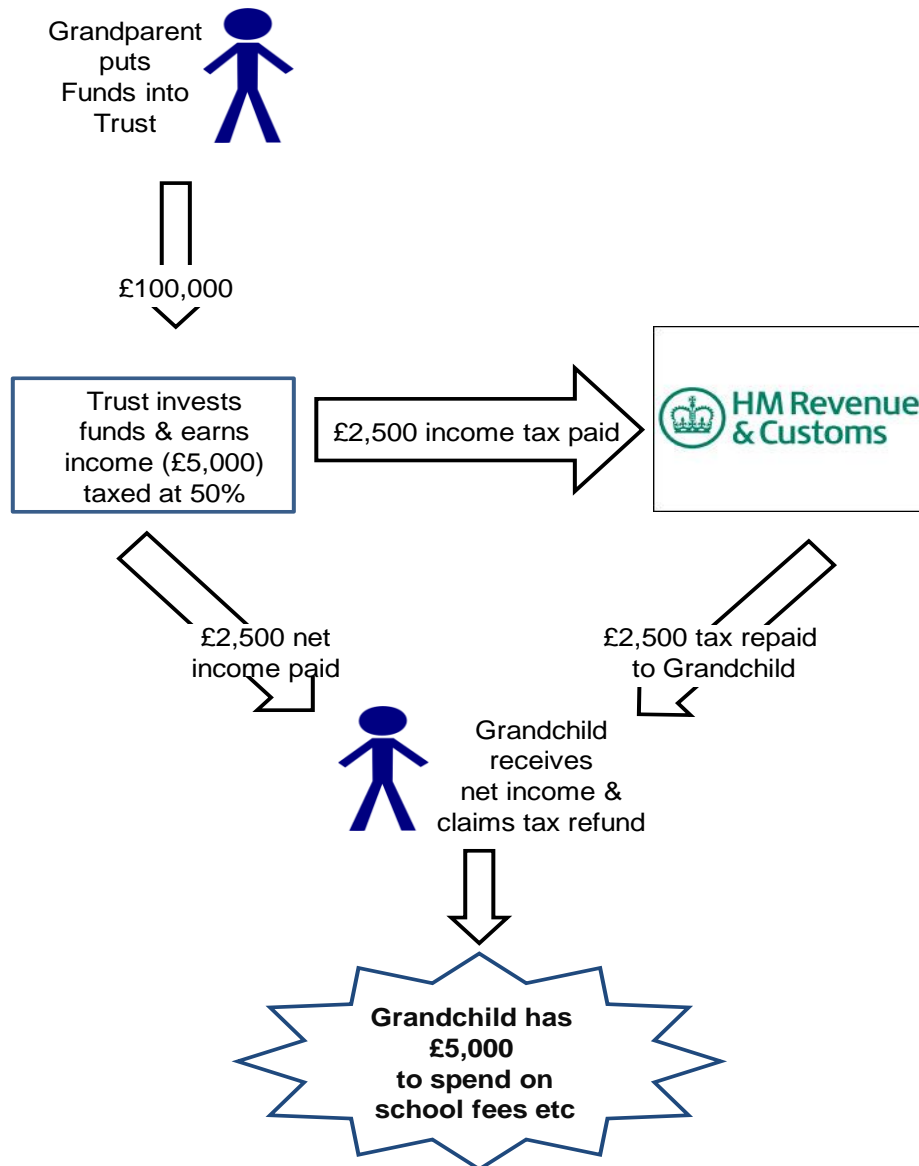 Grandparent
puts
Funds into
Trust
£100,000
Trust invests
funds & earns
income (£5,000)
taxed at 50%
£2,500 income tax paid
HM Revenue
& Customs
£2,500 net
income paid
£2,500 tax repaid
to Grandchild
Grandchild
receives
net income &
claims tax refund
Grandchild has
£5,000
to spend on
school fees etc